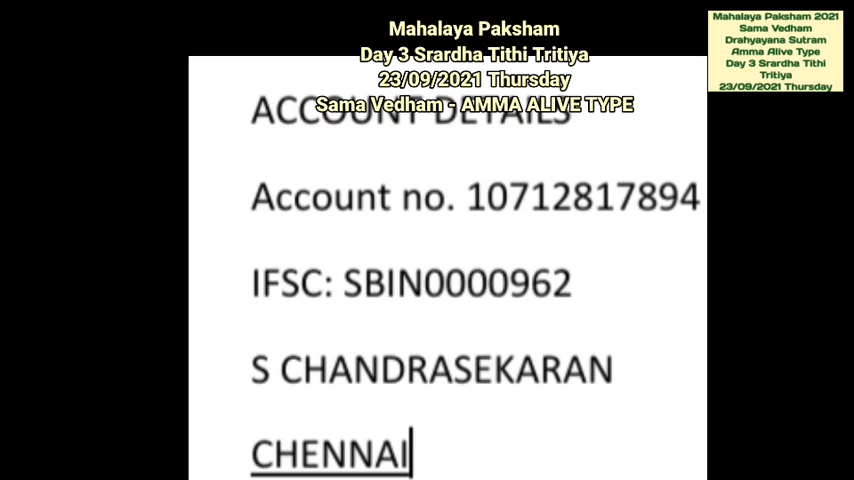 Mahalaya Paksham
Day 3 Srardha Tithi Tritiya
23/09/2021 Thursday
Sama Vedham - AMMA ALIVE TYPE
Mahalaya Paksham 2021
Sama Vedham
Drahyayana Sutram
Amma Alive Type
Day 3 Srardha Tithi
Tritiya
23/09/2021 Thursday
ACCOUNT DETAILS
Account no. 10712817894
IFSC: SBIN0000962
S CHANDRASEKARAN
CHENNAI